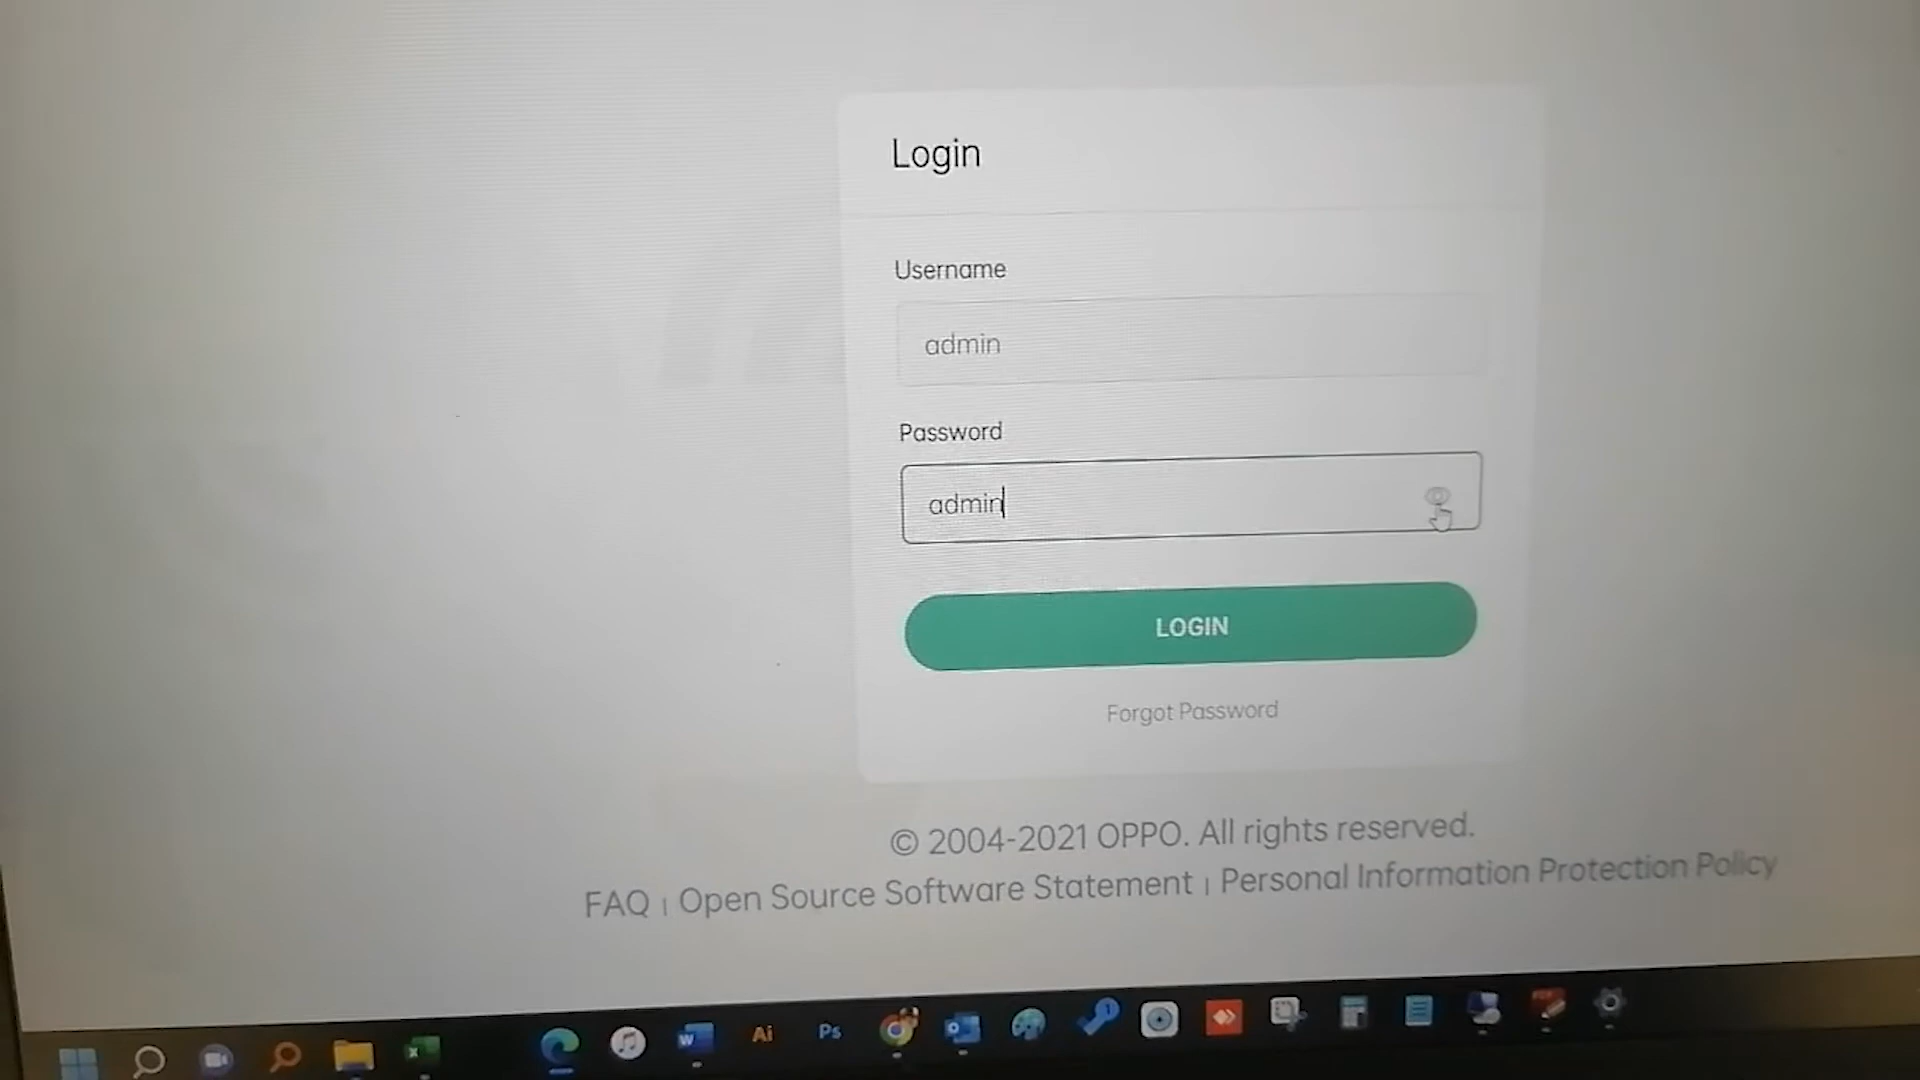 Login
Username
admin
Password
admin
LOGIN
Forgot Password
© 2004-2021 OPPO. All rights reserved.
FAQ | Open Source Software Statement | Personal Information Protection Policy
Ai
Ps